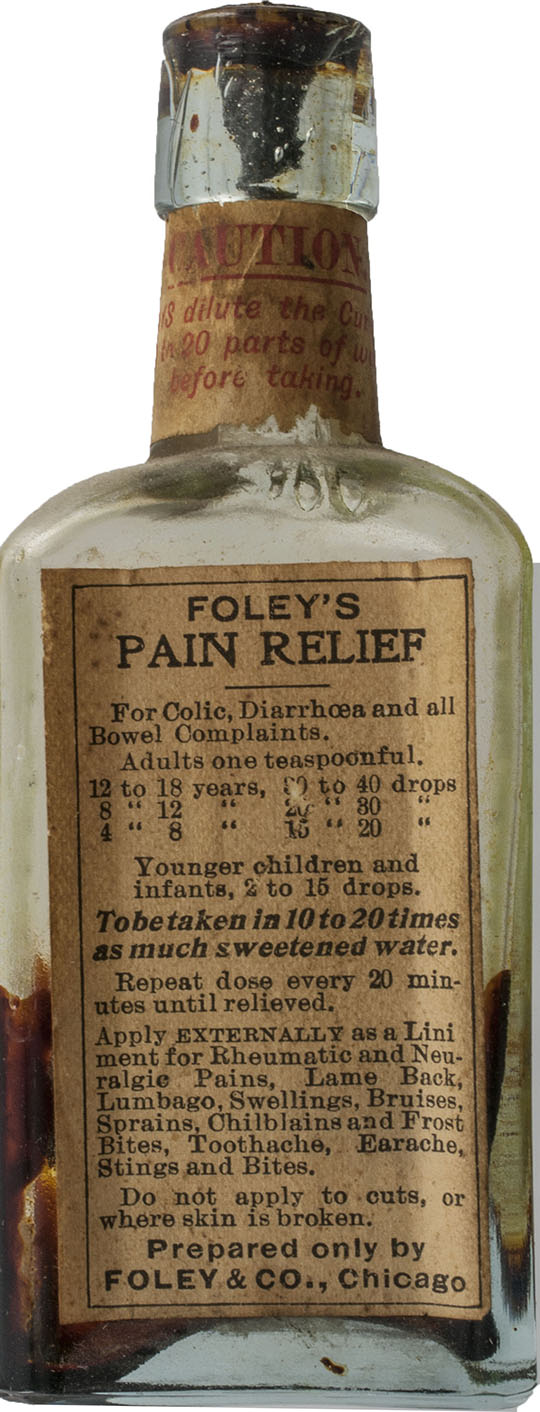 CAUTION
dilute the
20 parts of
before taking.
FOLEY'S
PAIN RELIEF
For Colic, Diarrhœa and all
Bowel Complaints.
Adults one teaspoonful.
12 to 18 years, 30 to 40 drops
8 " 12 " 20 " 30 "
4 " 8 " 15 " 20 "
Younger children and
infants, 2 to 15 drops.
To be taken in 10 to 20 times
as much sweetened water.
Repeat dose every 20 min-
utes until relieved.
Apply EXTERNALLY as a Lini
ment for Rheumatic and Neu-
ralgic Pains, Lame Back,
Lumbago, Swellings, Bruises,
Sprains, Chilblains and Frost
Bites, Toothache, Earache,
Stings and Bites.
Do not apply to cuts, or
where skin is broken.
Prepared only by
FOLEY & CO., Chicago